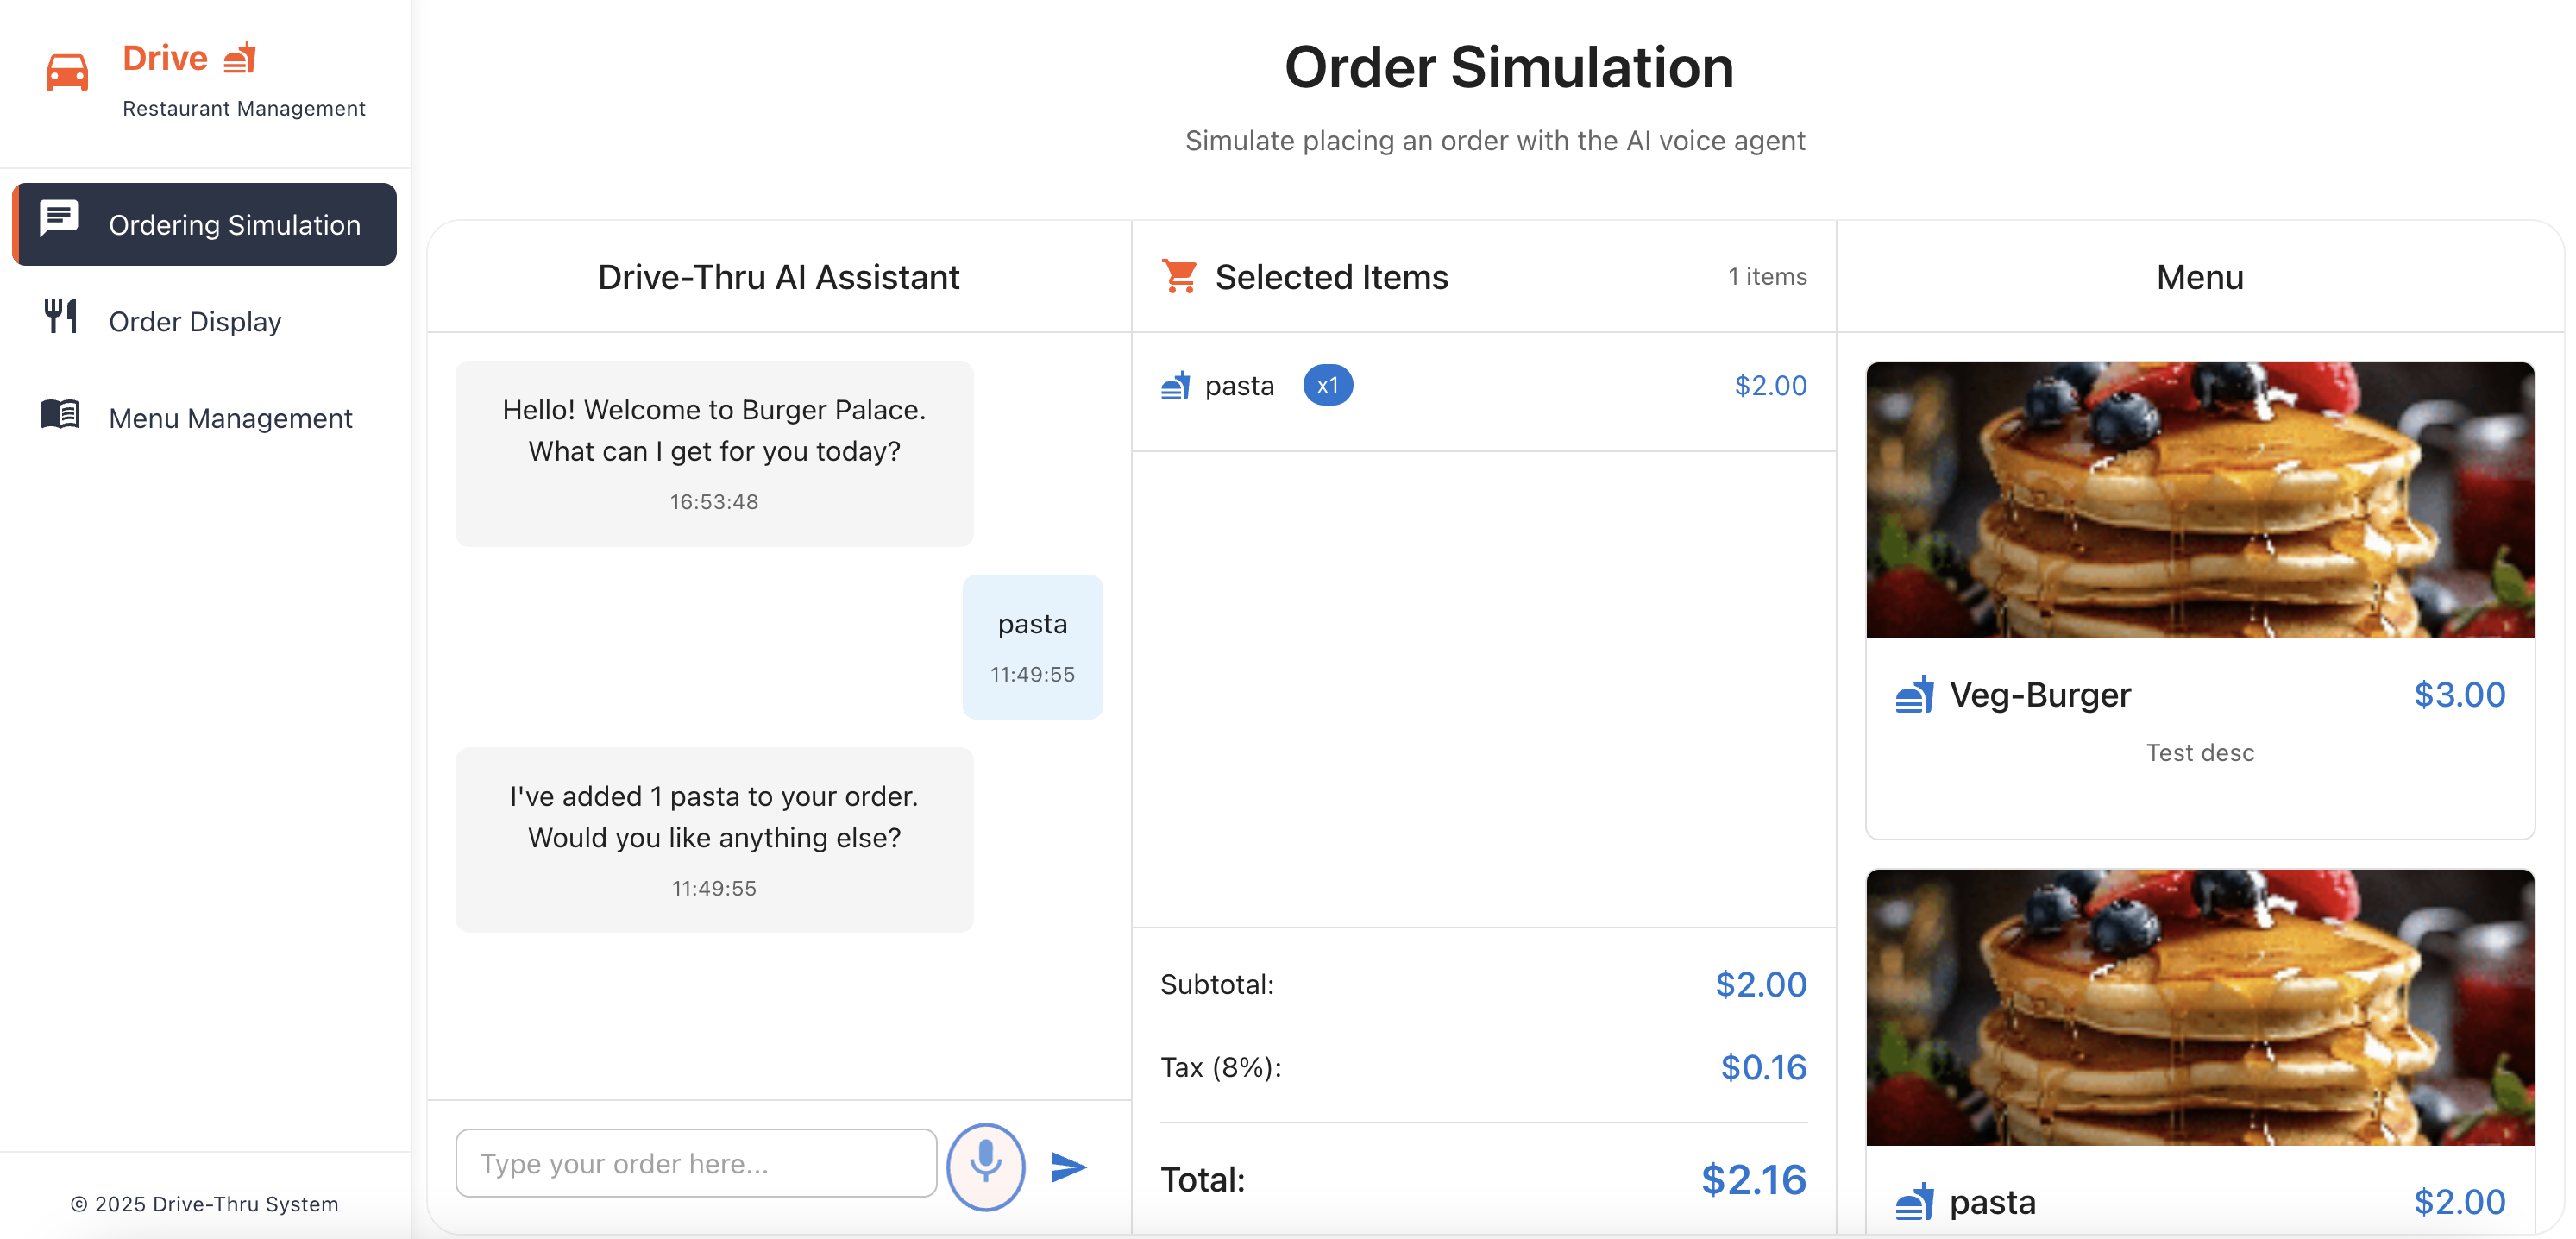 Drive
Restaurant Management
Ordering Simulation
Order Display
Menu Management
© 2025 Drive-Thru System
Order Simulation
Simulate placing an order with the AI voice agent
Drive-Thru AI Assistant
Hello! Welcome to Burger Palace.
What can I get for you today?
16:53:48
pasta
11:49:55
I've added 1 pasta to your order.
Would you like anything else?
11:49:55
Type your order here...
Selected Items
1 items
pasta x1 $2.00
Subtotal: $2.00
Tax (8%): $0.16
Total: $2.16
Menu
Veg-Burger $3.00
Test desc
pasta $2.00